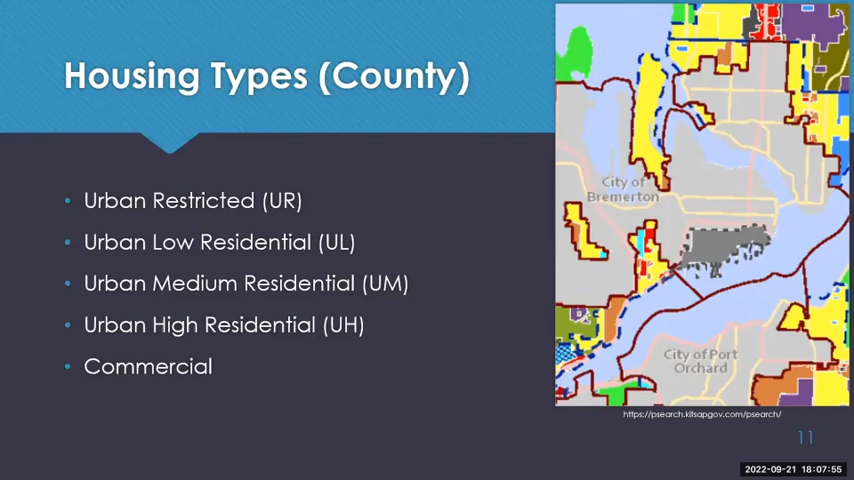 Housing Types (County)
• Urban Restricted (UR)
• Urban Low Residential (UL)
• Urban Medium Residential (UM)
• Urban High Residential (UH)
• Commercial
City of
Bremerton
City of Port
Orchard
https://psearch.kitsapgov.com/psearch/
11
2022-09-21 18:07:55